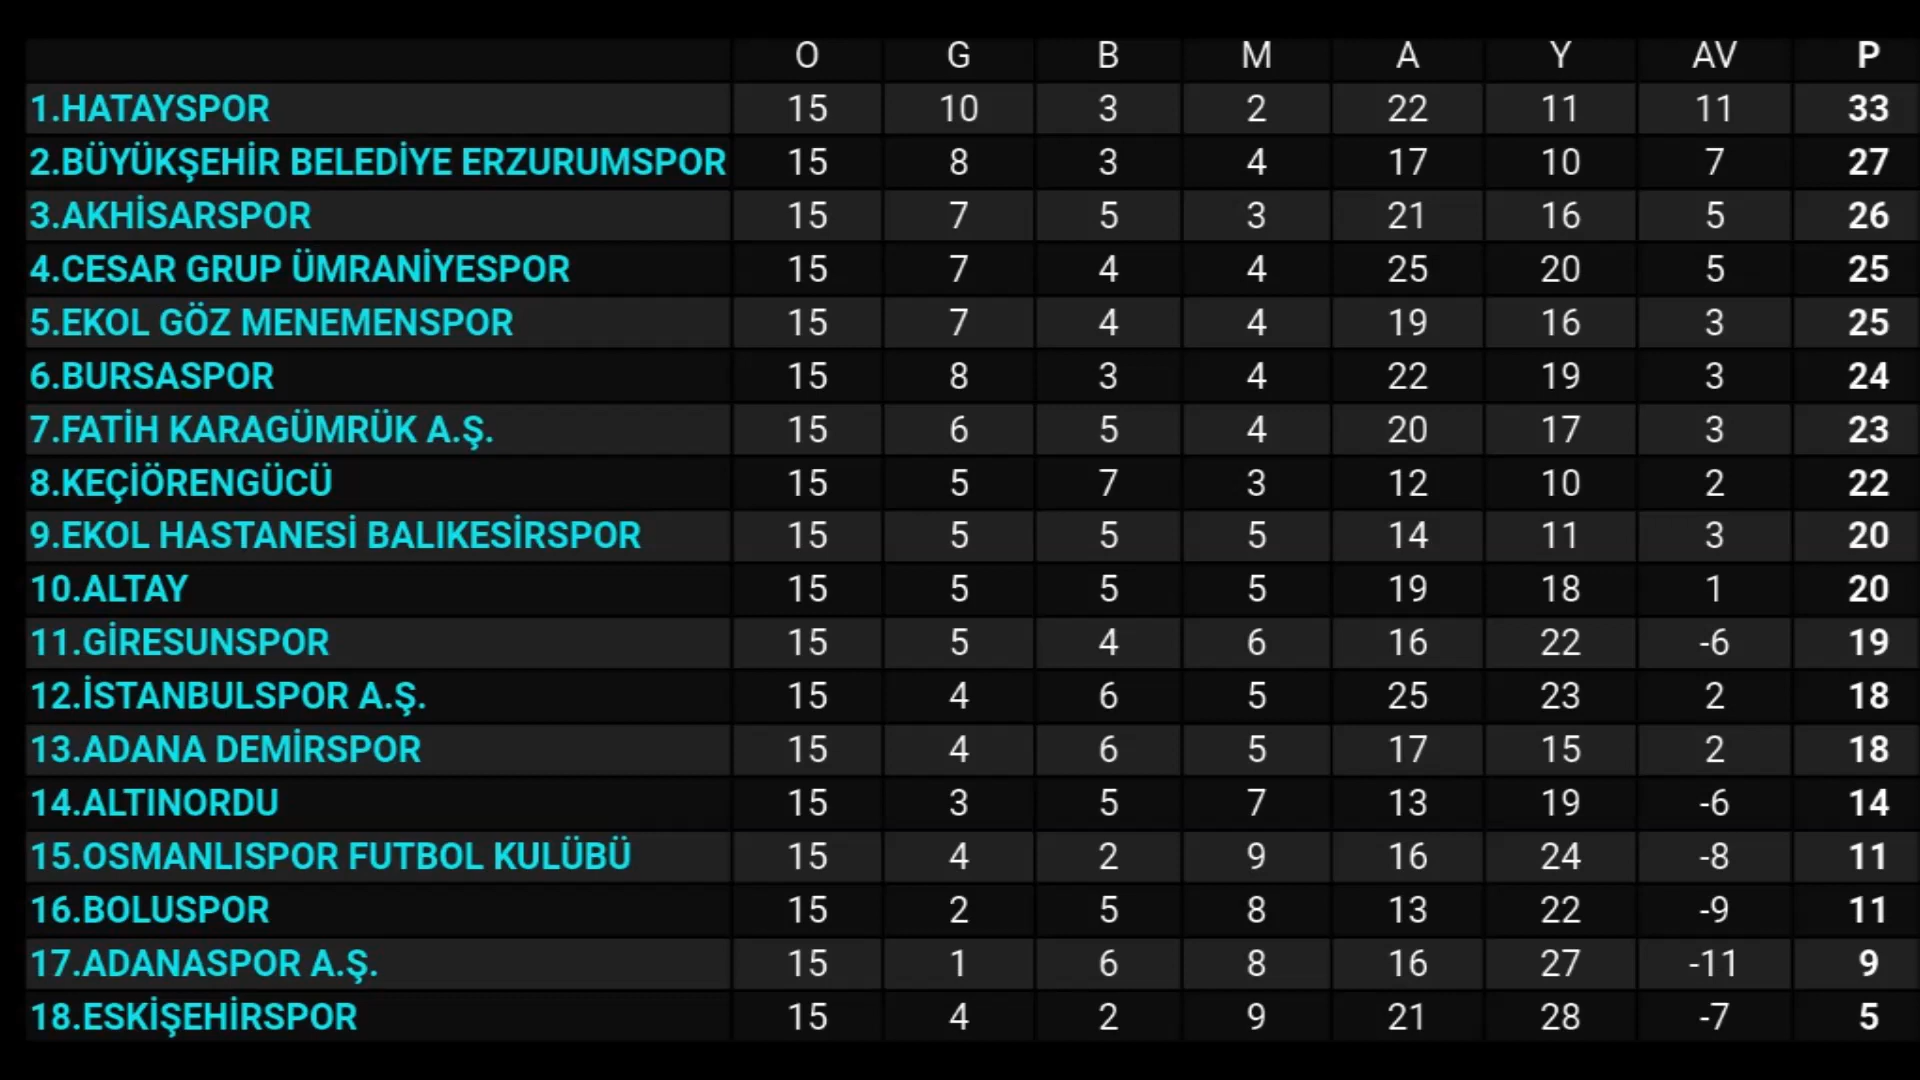 O G B M A Y AV P
1.HATAYSPOR 15 10 3 2 22 11 11 33
2.BÜYÜKŞEHİR BELEDİYE ERZURUMSPOR 15 8 3 4 17 10 7 27
3.AKHİSARSPOR 15 7 5 3 21 16 5 26
4.CESAR GRUP ÜMRANİYESPOR 15 7 4 4 25 20 5 25
5.EKOL GÖZ MENEMENSPOR 15 7 4 4 19 16 3 25
6.BURSASPOR 15 8 3 4 22 19 3 24
7.FATİH KARAGÜMRÜK A.Ş. 15 6 5 4 20 17 3 23
8.KEÇİÖRENGÜCÜ 15 5 7 3 12 10 2 22
9.EKOL HASTANESİ BALIKESİRSPOR 15 5 5 5 14 11 3 20
10.ALTAY 15 5 5 5 19 18 1 20
11.GİRESUNSPOR 15 5 4 6 16 22 -6 19
12.İSTANBULSPOR A.Ş. 15 4 6 5 25 23 2 18
13.ADANA DEMİRSPOR 15 4 6 5 17 15 2 18
14.ALTINORDU 15 3 5 7 13 19 -6 14
15.OSMANLISPOR FUTBOL KULÜBÜ 15 4 2 9 16 24 -8 11
16.BOLUSPOR 15 2 5 8 13 22 -9 11
17.ADANASPOR A.Ş. 15 1 6 8 16 27 -11 9
18.ESKİŞEHİRSPOR 15 4 2 9 21 28 -7 5